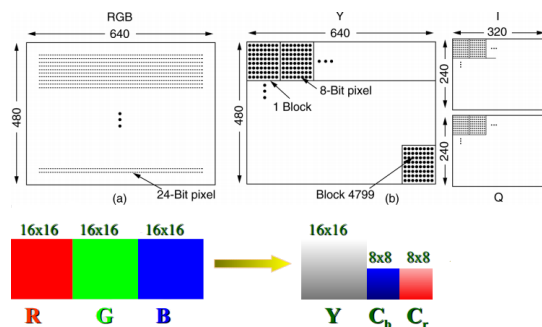 RGB
640
480
24-Bit pixel
(a)
Y
640
480
8-Bit pixel
1 Block
Block 4799
(b)
I
320
240
240
Q
16x16 16x16 16x16
R G B
16x16
8x8 8x8
Y Cb Cr